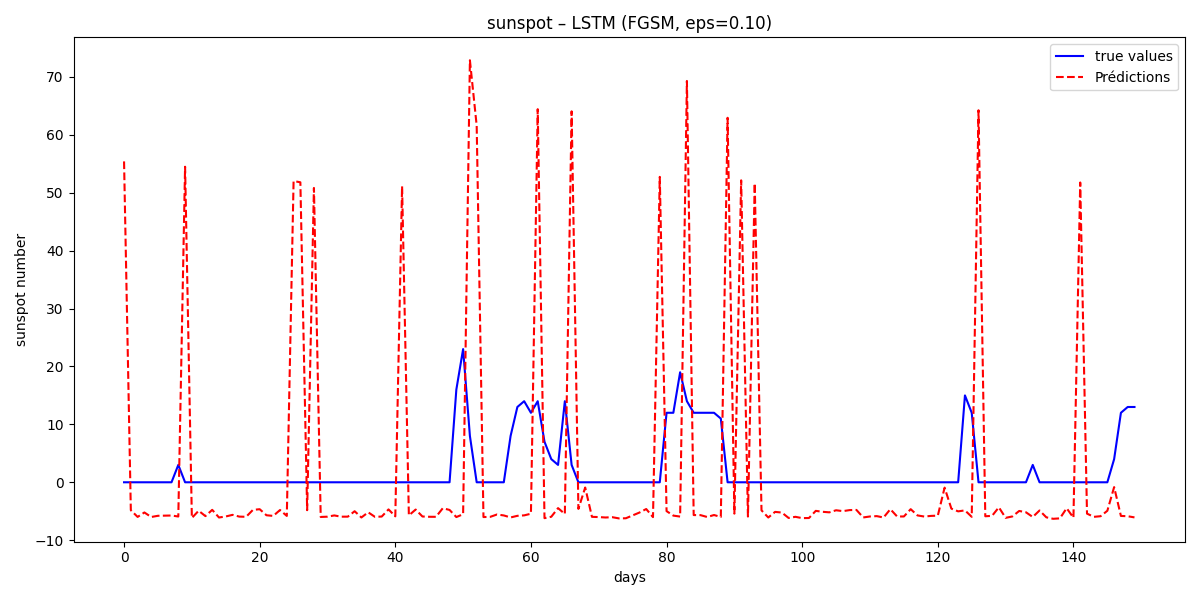 sunspot – LSTM (FGSM, eps=0.10)
true values
Prédictions
sunspot number
70
60
50
40
30
20
10
0
−10
0 20 40 60 80 100 120 140
days